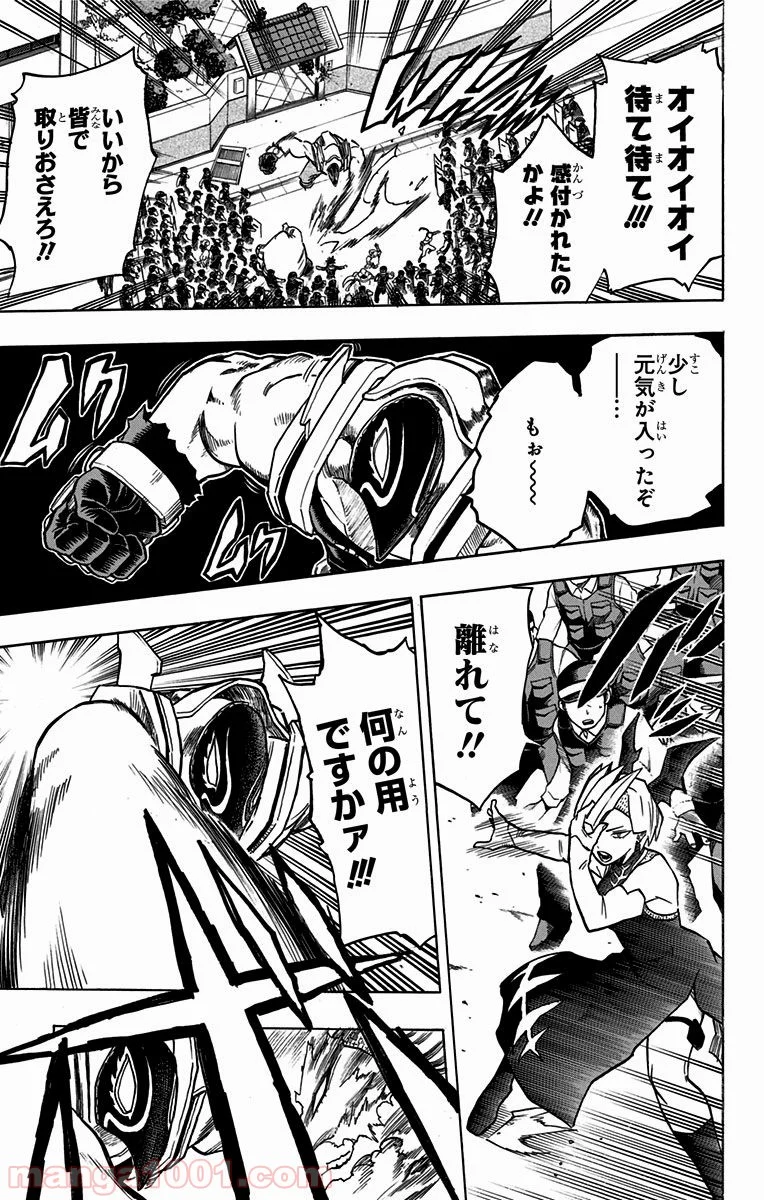 オイオイオイ
待て待て!!!
感付かれたの
かよ!!
いいから
皆で
取りおさえろ!!
少し
元気が入ったぞ
──…
もぉ〜〜
ムク
ムク
離れて!!
何の用
ですかァ!!!
manga1001.com